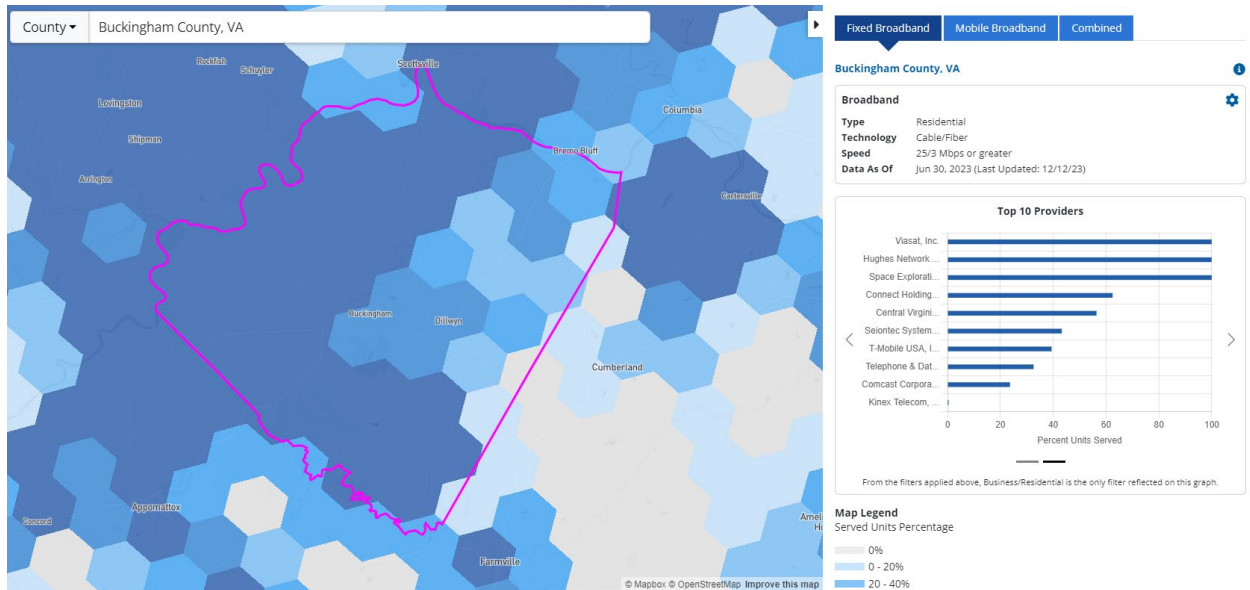 County
Buckingham County, VA
Rockfish
Schuyler
Scottsville
Lovingston
Columbia
Shipman
Bremo Bluff
Arrington
Cartersville
Buckingham
Dillwyn
Cumberland
Appomattox
Concord
Farmville
© Mapbox © OpenStreetMap Improve this map
Fixed Broadband
Mobile Broadband
Combined
Buckingham County, VA
Broadband
Type Residential
Technology Cable/Fiber
Speed 25/3 Mbps or greater
Data As Of Jun 30, 2023 (Last Updated: 12/12/23)
Top 10 Providers
Viasat, Inc.
Hughes Network ...
Space Explorati...
Connect Holding...
Central Virgini...
Seiontec System...
T-Mobile USA, I...
Telephone & Dat...
Comcast Corpora...
Kinex Telecom, ...
0 20 40 60 80 100
Percent Units Served
From the filters applied above, Business/Residential is the only filter reflected on this graph.
Map Legend
Served Units Percentage
0%
0 - 20%
20 - 40%